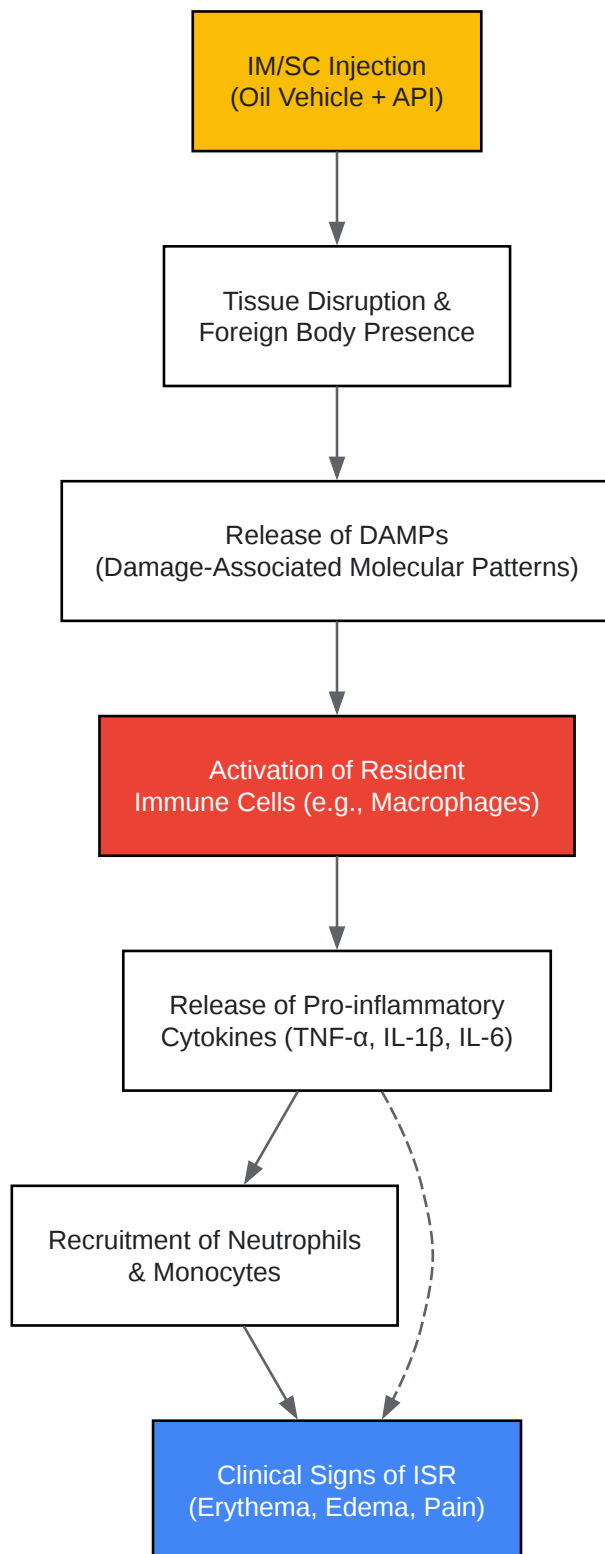 IM/SC Injection
(Oil Vehicle + API)
Tissue Disruption &
Foreign Body Presence
Release of DAMPs
(Damage-Associated Molecular Patterns)
Activation of Resident
Immune Cells (e.g., Macrophages)
Release of Pro-inflammatory
Cytokines (TNF-α, IL-1β, IL-6)
Recruitment of Neutrophils
& Monocytes
Clinical Signs of ISR
(Erythema, Edema, Pain)